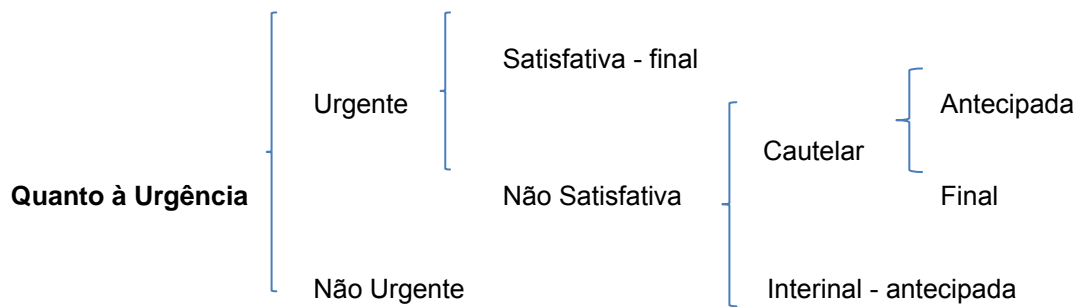 Satisfativa - final
Urgente
Antecipada
Cautelar
Quanto à Urgência
Não Satisfativa
Final
Não Urgente
Interinal - antecipada